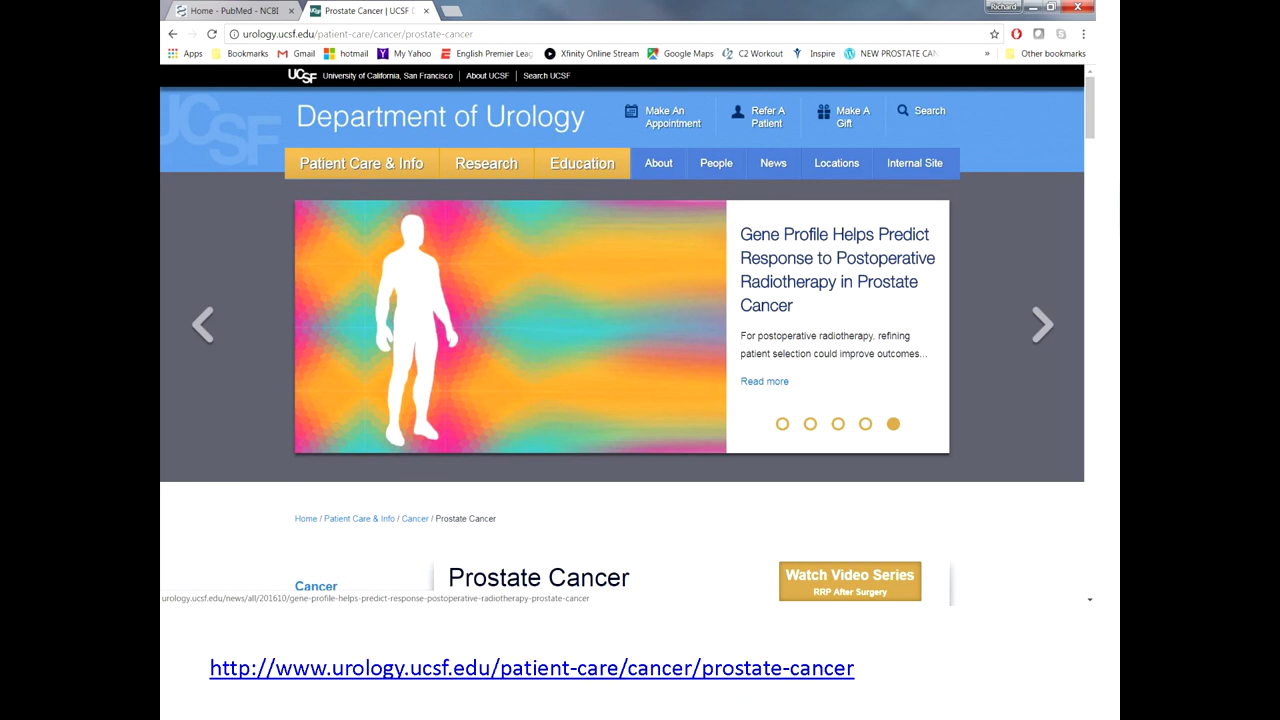 Home - PubMed - NCBI
Prostate Cancer | UCSF D
Richard
urology.ucsf.edu/patient-care/cancer/prostate-cancer
Apps Bookmarks Gmail hotmail My Yahoo English Premier Leag Xfinity Online Stream Google Maps C2 Workout Inspire NEW PROSTATE CAN » Other bookmarks
UCSF University of California, San Francisco | About UCSF | Search UCSF
UCSF
Department of Urology
Make An
Appointment
Refer A
Patient
Make A
Gift
Search
Patient Care & Info Research Education About People News Locations Internal Site
Gene Profile Helps Predict
Response to Postoperative
Radiotherapy in Prostate
Cancer
For postoperative radiotherapy, refining
patient selection could improve outcomes...
Read more
Home / Patient Care & Info / Cancer / Prostate Cancer
Cancer
Prostate Cancer
Watch Video Series
RRP After Surgery
urology.ucsf.edu/news/all/201610/gene-profile-helps-predict-response-postoperative-radiotherapy-prostate-cancer
http://www.urology.ucsf.edu/patient-care/cancer/prostate-cancer